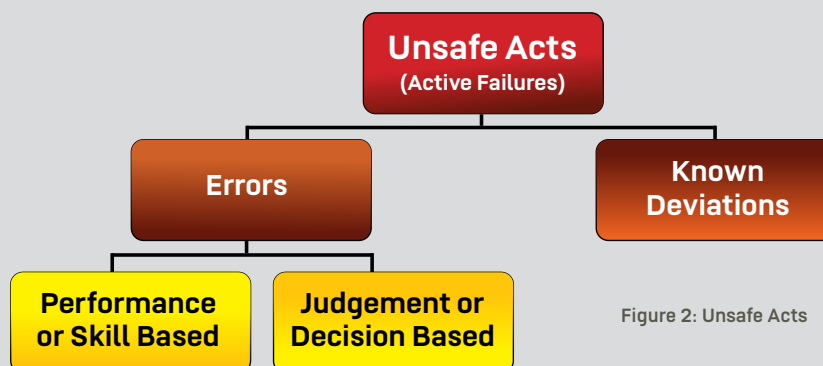 Unsafe Acts
(Active Failures)
Errors
Known
Deviations
Performance
or Skill Based
Judgement or
Decision Based
Figure 2: Unsafe Acts